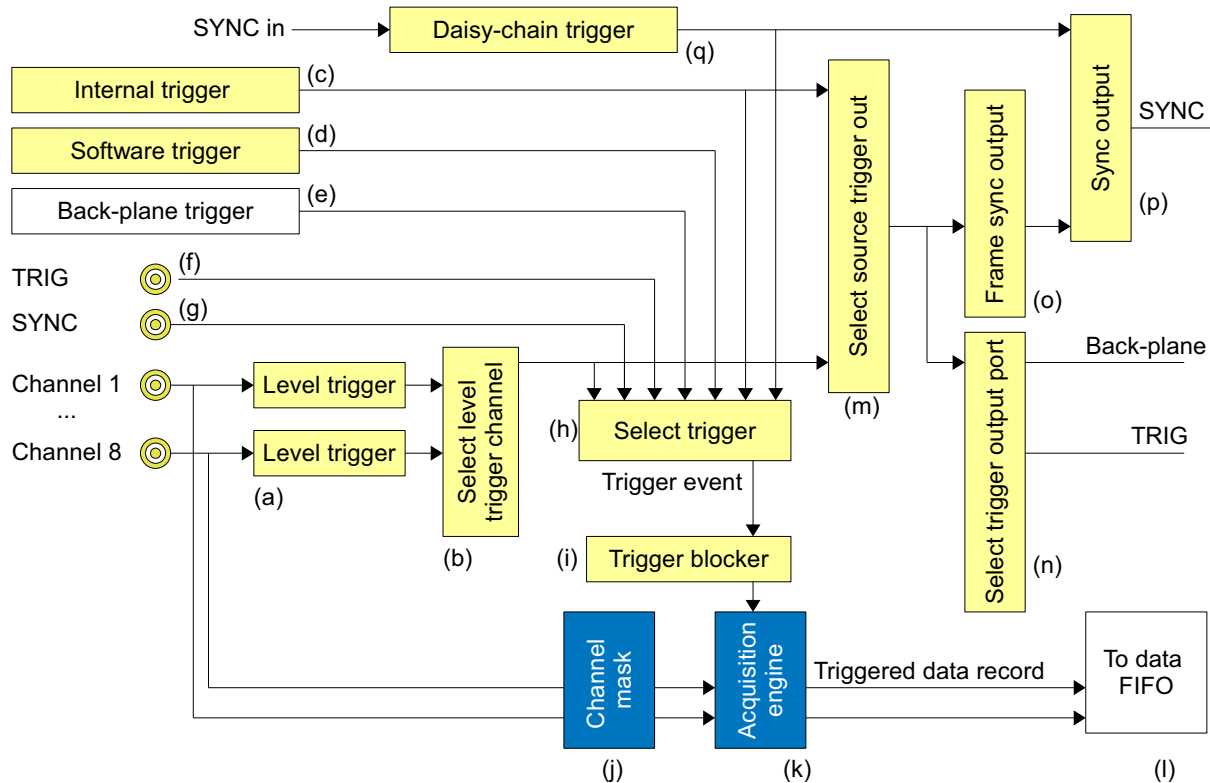 SYNC in
Daisy-chain trigger
(q)
Internal trigger
(c)
Software trigger
(d)
Back-plane trigger
(e)
TRIG
(f)
SYNC
(g)
Channel 1
...
Channel 8
Level trigger
Level trigger
(a)
Select level
trigger channel
(b)
(h)
Select trigger
Trigger event
(i)
Trigger blocker
Select source trigger out
(m)
Frame sync output
(o)
Sync output
(p)
SYNC
Select trigger output port
(n)
Back-plane
TRIG
Channel
mask
(j)
Acquisition
engine
(k)
Triggered data record
To data
FIFO
(l)